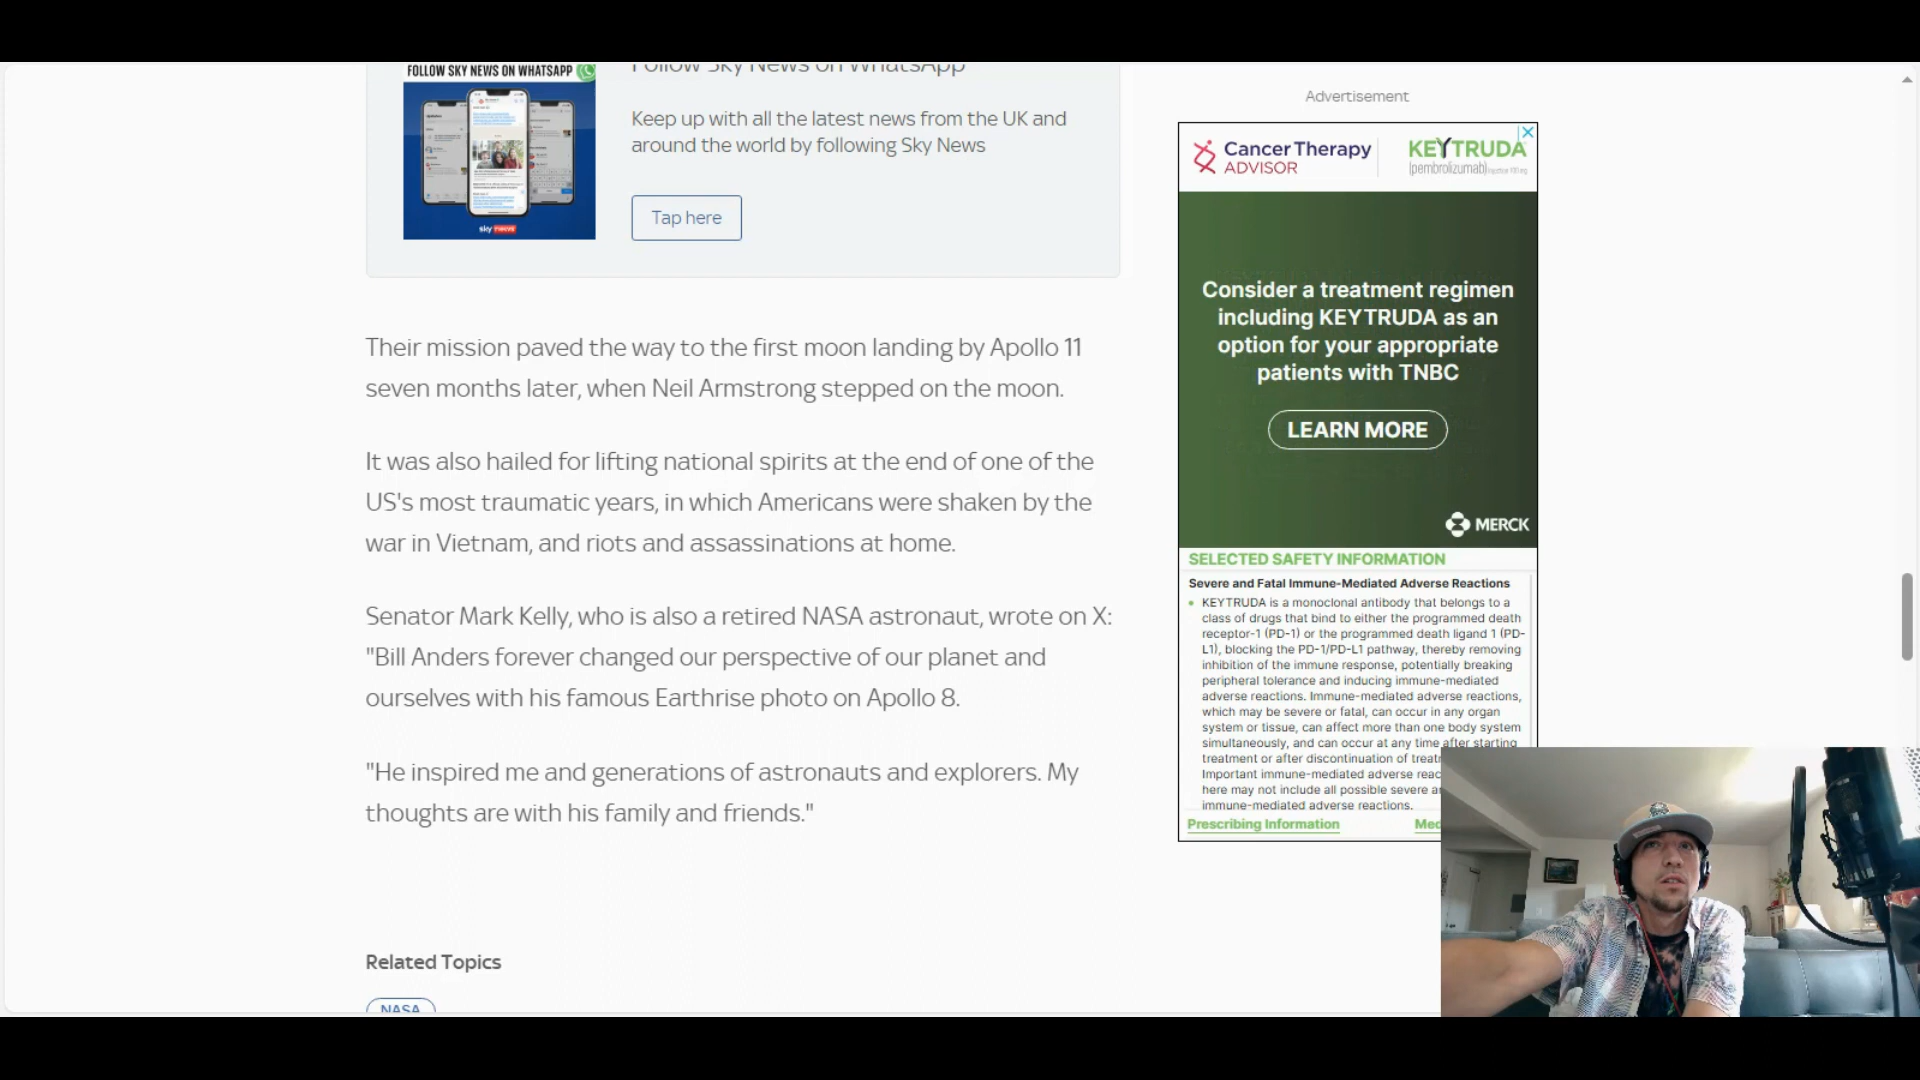 FOLLOW SKY NEWS ON WHATSAPP
sky news
Follow Sky News on WhatsApp
Keep up with all the latest news from the UK and
around the world by following Sky News
Tap here
Their mission paved the way to the first moon landing by Apollo 11
seven months later, when Neil Armstrong stepped on the moon.
It was also hailed for lifting national spirits at the end of one of the
US's most traumatic years, in which Americans were shaken by the
war in Vietnam, and riots and assassinations at home.
Senator Mark Kelly, who is also a retired NASA astronaut, wrote on X:
"Bill Anders forever changed our perspective of our planet and
ourselves with his famous Earthrise photo on Apollo 8.
"He inspired me and generations of astronauts and explorers. My
thoughts are with his family and friends."
Related Topics
NASA
Advertisement
Cancer Therapy
ADVISOR
KEYTRUDA
(pembrolizumab)
Consider a treatment regimen
including KEYTRUDA as an
option for your appropriate
patients with TNBC
LEARN MORE
MERCK
SELECTED SAFETY INFORMATION
Severe and Fatal Immune-Mediated Adverse Reactions
• KEYTRUDA is a monoclonal antibody that belongs to a
class of drugs that bind to either the programmed death
receptor-1 (PD-1) or the programmed death ligand 1 (PD-
L1), blocking the PD-1/PD-L1 pathway, thereby removing
inhibition of the immune response, potentially breaking
peripheral tolerance and inducing immune-mediated
adverse reactions. Immune-mediated adverse reactions,
which may be severe or fatal, can occur in any organ
system or tissue, can affect more than one body system
simultaneously, and can occur at any time after starting
treatment or after discontinuation of
Important immune-mediated adverse
here may not include all possible severe
immune-mediated adverse reactions.
Prescribing Information